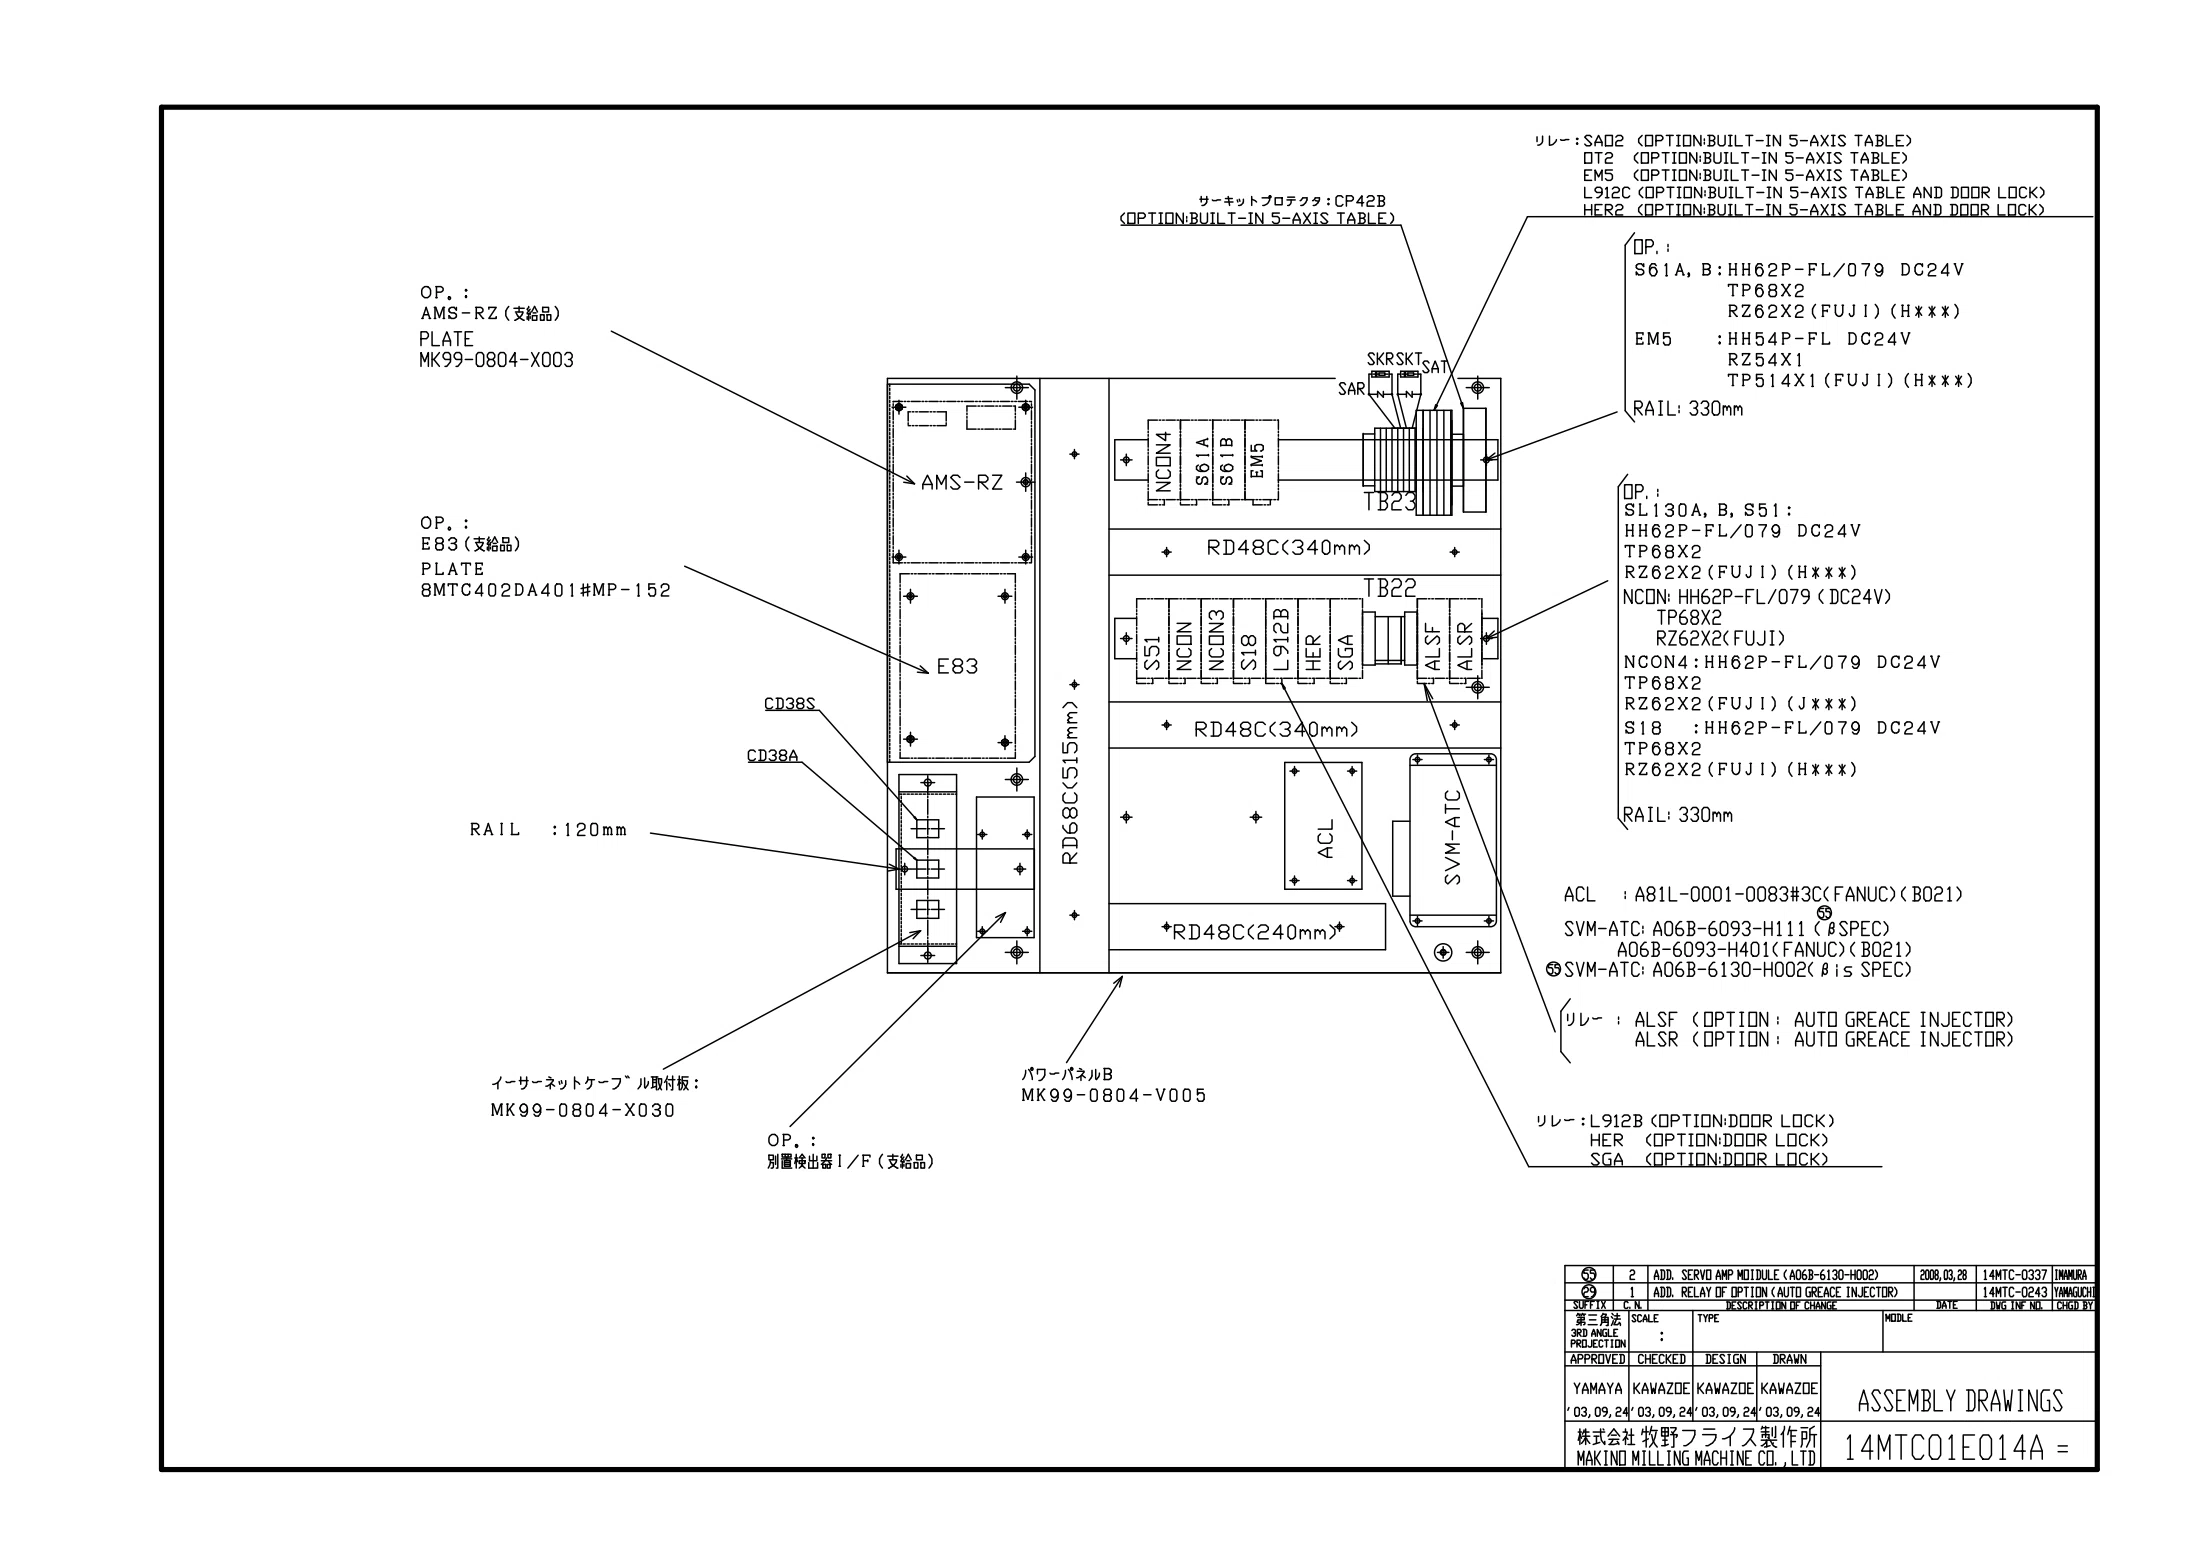 リレー:SA02 (OPTION:BUILT-IN 5-AXIS TABLE)
OT2 (OPTION:BUILT-IN 5-AXIS TABLE)
EM5 (OPTION:BUILT-IN 5-AXIS TABLE)
L912C (OPTION:BUILT-IN 5-AXIS TABLE AND DOOR LOCK)
HER2 (OPTION:BUILT-IN 5-AXIS TABLE AND DOOR LOCK)
サーキットプロテクタ:CP42B
(OPTION:BUILT-IN 5-AXIS TABLE)
OP.:
S61A, B:HH62P-FL/079 DC24V
TP68X2
RZ62X2(FUJI)(H***)
EM5 :HH54P-FL DC24V
RZ54X1
TP514X1(FUJI)(H***)
RAIL: 330mm
OP. :
AMS-RZ(支給品)
PLATE
MK99-0804-X003
OP. :
E83(支給品)
PLATE
8MTC402DA401#MP-152
CD38S
CD38A
RAIL :120mm
SKR SKT
SAR
SAT
AMS-RZ
E83
NCON4
S61A
S61B
EM5
TB23
RD48C(340mm)
TB22
S51
NCON
NCON3
S18
L912B
HER
SGA
ALSF
ALSR
RD48C(340mm)
RD68C(515mm)
ACL
SVM-ATC
RD48C(240mm)
OP. :
SL130A, B, S51:
HH62P-FL/079 DC24V
TP68X2
RZ62X2(FUJI)(H***)
NCON: HH62P-FL/079(DC24V)
TP68X2
RZ62X2(FUJI)
NCON4:HH62P-FL/079 DC24V
TP68X2
RZ62X2(FUJI)(J***)
S18 :HH62P-FL/079 DC24V
TP68X2
RZ62X2(FUJI)(H***)
RAIL: 330mm
ACL : A81L-0001-0083#3C(FANUC)(B021)
55
SVM-ATC: A06B-6093-H111 (βSPEC)
A06B-6093-H401(FANUC)(B021)
55 SVM-ATC: A06B-6130-H002(βis SPEC)
リレー : ALSF (OPTION: AUTO GREACE INJECTOR)
ALSR (OPTION: AUTO GREACE INJECTOR)
リレー:L912B (OPTION:DOOR LOCK)
HER (OPTION:DOOR LOCK)
SGA (OPTION:DOOR LOCK)
イーサーネットケーブル取付板:
MK99-0804-X030
パワーパネルB
MK99-0804-V005
OP. :
別置検出器I/F(支給品)
55 2 ADD. SERVO AMP MOIDULE (A06B-6130-H002) 2008,03,28 14MTC-0337 IMAMURA
29 1 ADD. RELAY OF OPTION (AUTO GREACE INJECTOR) 14MTC-0243 YAMAGUCHI
SUFFIX C. N. DESCRIPTION OF CHANGE DATE DWG INF NO. CHGD BY
第三角法 SCALE TYPE MODLE
3RD ANGLE :
PROJECTION
APPROVED CHECKED DESIGN DRAWN
YAMAYA KAWAZOE KAWAZOE KAWAZOE
'03,09,24 '03,09,24 '03,09,24 '03,09,24
ASSEMBLY DRAWINGS
株式会社 牧野フライス製作所
MAKINO MILLING MACHINE CO. ,LTD
14MTC01E014A =